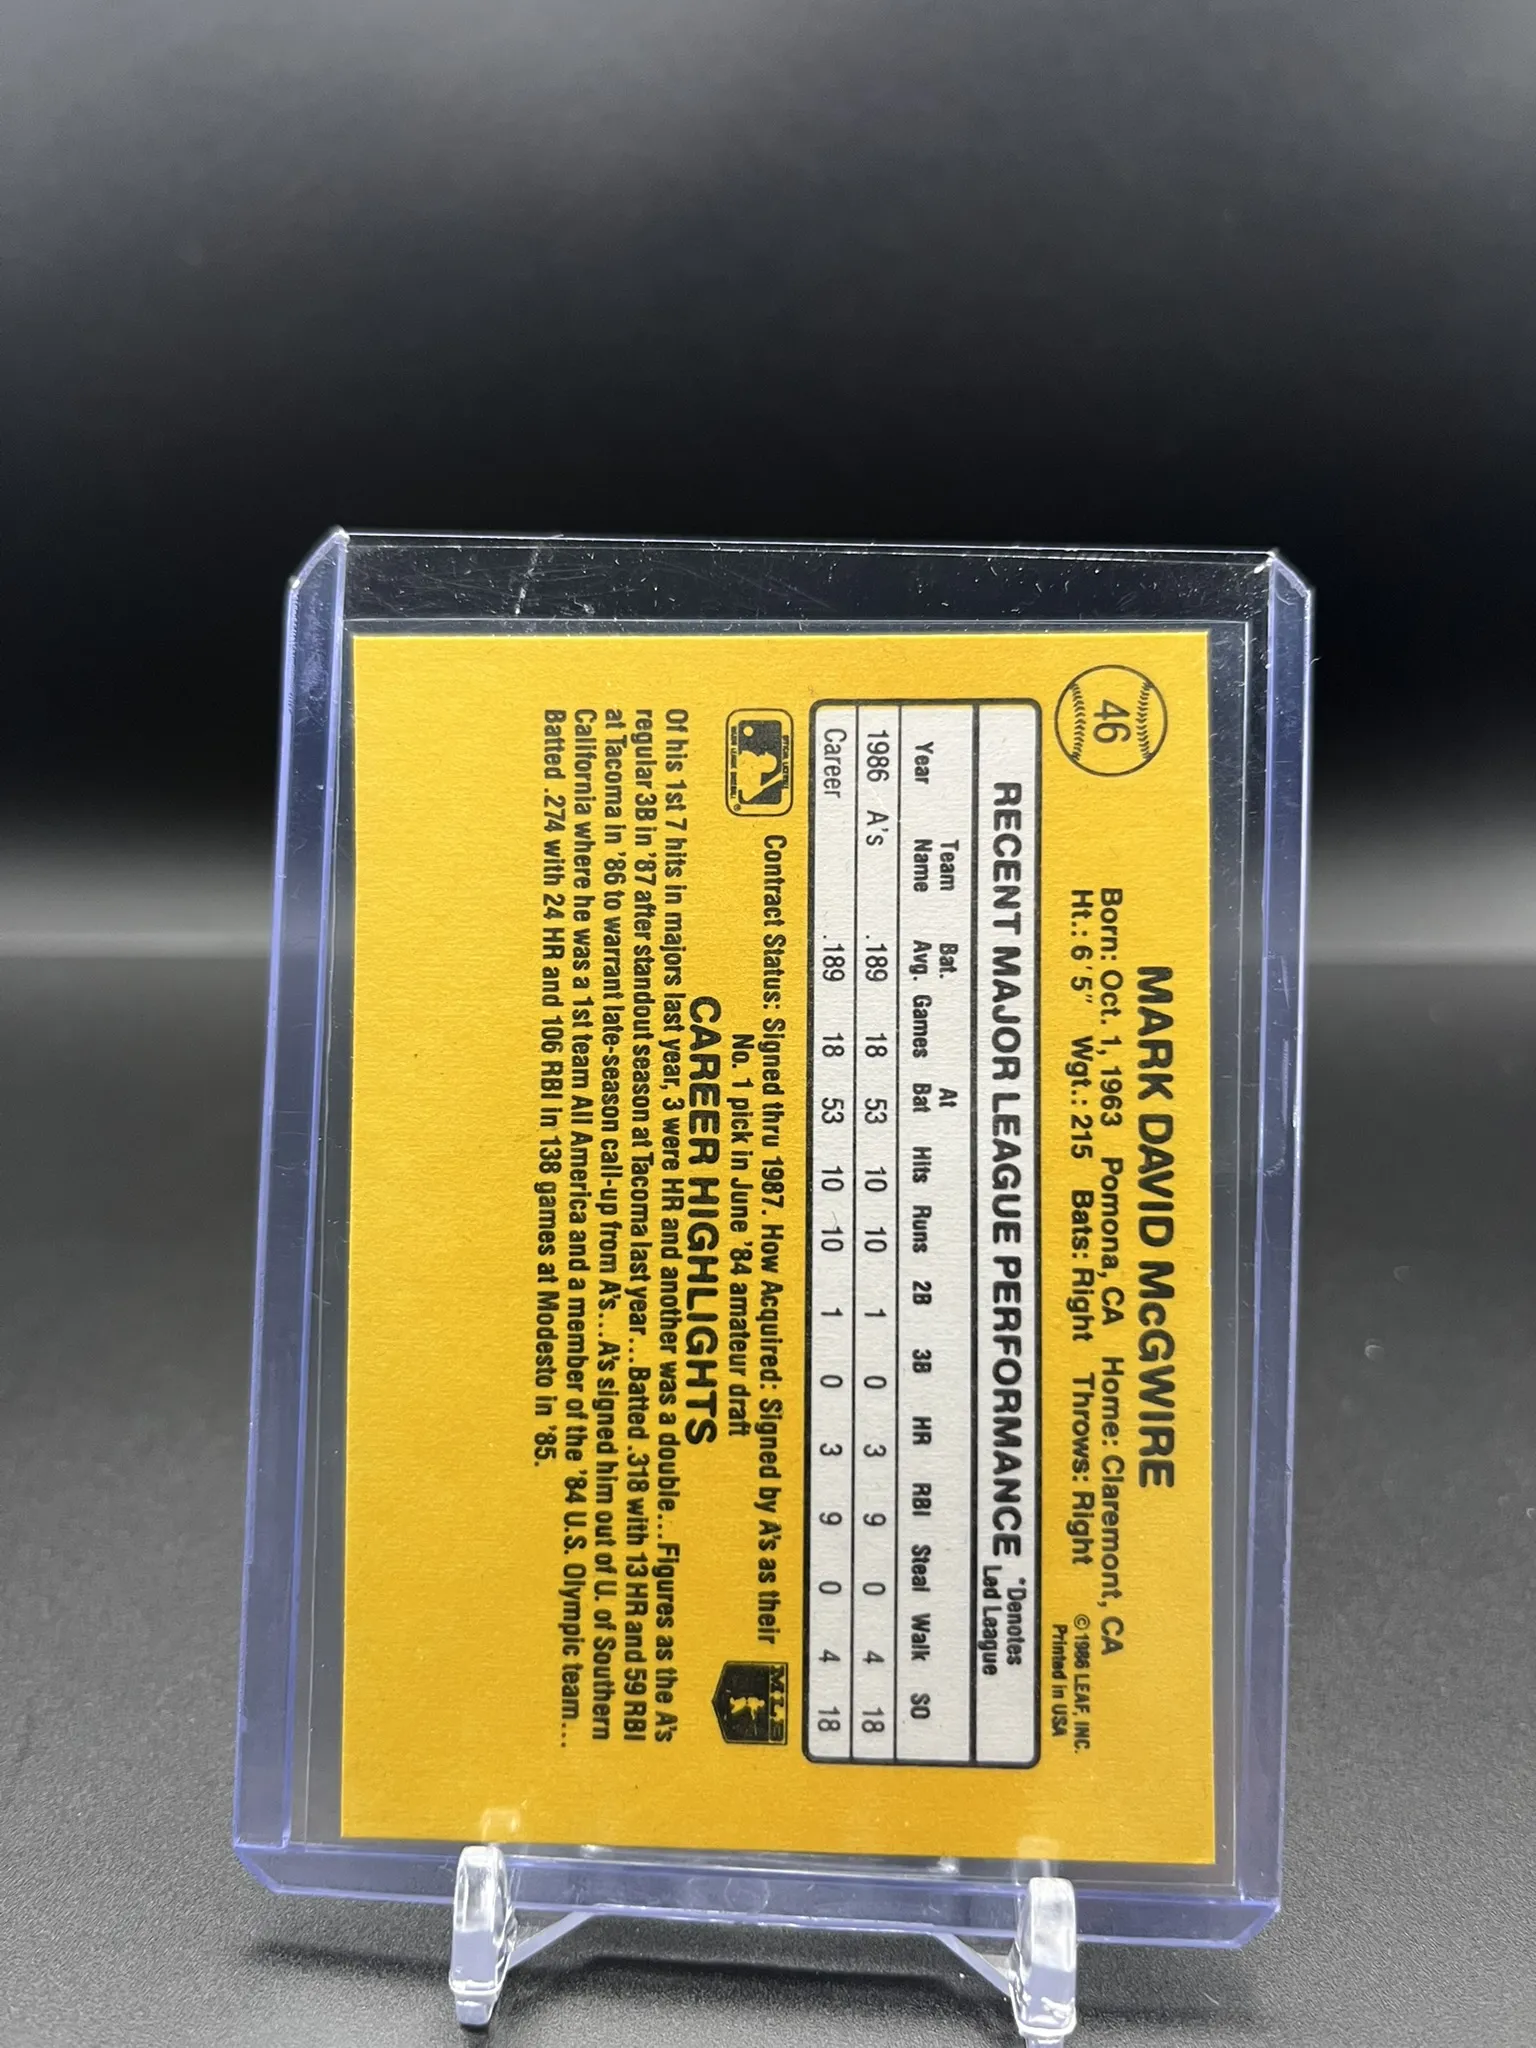 46
MARK DAVID McGWIRE
Born: Oct. 1, 1963 Pomona, CA Home: Claremont, CA
Ht.: 6'5" Wgt.: 215 Bats: Right Throws: Right
©1986 LEAF, INC.
Printed in USA
RECENT MAJOR LEAGUE PERFORMANCE *Denotes Led League
Year Team Name Bat. Avg. Games At Bat Hits Runs 2B 3B HR RBI Steal Walk SO
1986 A's .189 18 53 10 10 1 0 3 9 0 4 18
Career .189 18 53 10 10 1 0 3 9 0 4 18
Contract Status: Signed thru 1987. How Acquired: Signed by A's as their
No. 1 pick in June '84 amateur draft
MLB
CAREER HIGHLIGHTS
Of his 1st 7 hits in majors last year, 3 were HR and another was a double...Figures as the A's
regular 3B in '87 after standout season at Tacoma last year...Batted .318 with 13 HR and 59 RBI
at Tacoma in '86 to warrant late-season call-up from A's...A's signed him out of U. of Southern
California where he was a 1st team All America and a member of the '84 U.S. Olympic team...
Batted .274 with 24 HR and 106 RBI in 138 games at Modesto in '85.